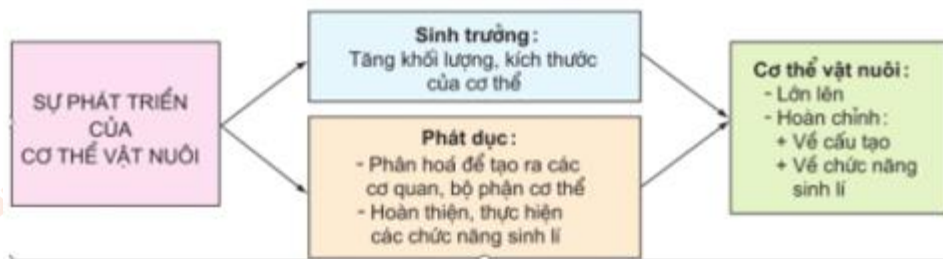 SỰ PHÁT TRIỂN
CỦA
CƠ THỂ VẬT NUÔI
Sinh trưởng:
Tăng khối lượng, kích thước
của cơ thể
Phát dục:
- Phân hoá để tạo ra các
cơ quan, bộ phận cơ thể
- Hoàn thiện, thực hiện
các chức năng sinh lí
Cơ thể vật nuôi:
- Lớn lên
- Hoàn chỉnh:
+ Về cấu tạo
+ Về chức năng
sinh lí